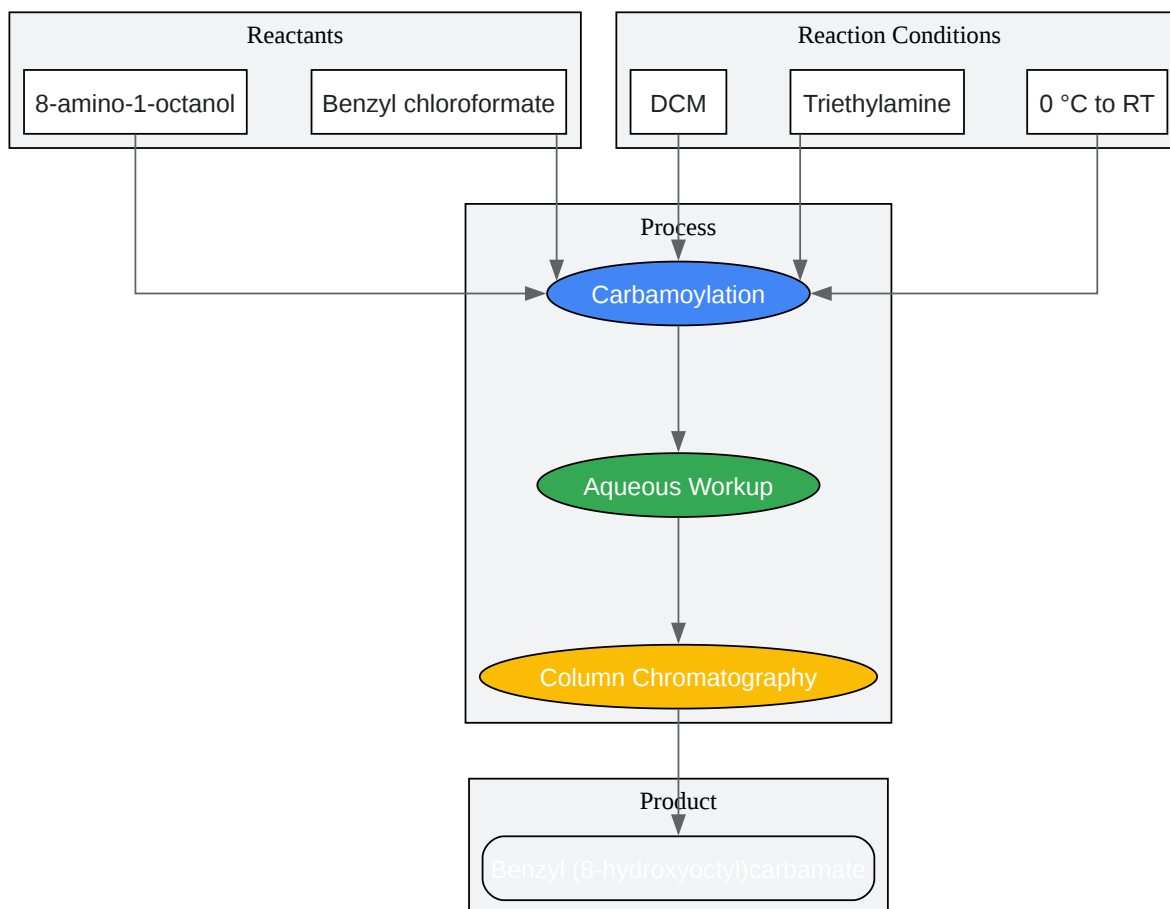 Reactants
Reaction Conditions
8-amino-1-octanol
Benzyl chloroformate
DCM
Triethylamine
0 °C to RT
Process
Carbamoylation
Aqueous Workup
Column Chromatography
Product
Benzyl (8-hydroxyoctyl)carbamate